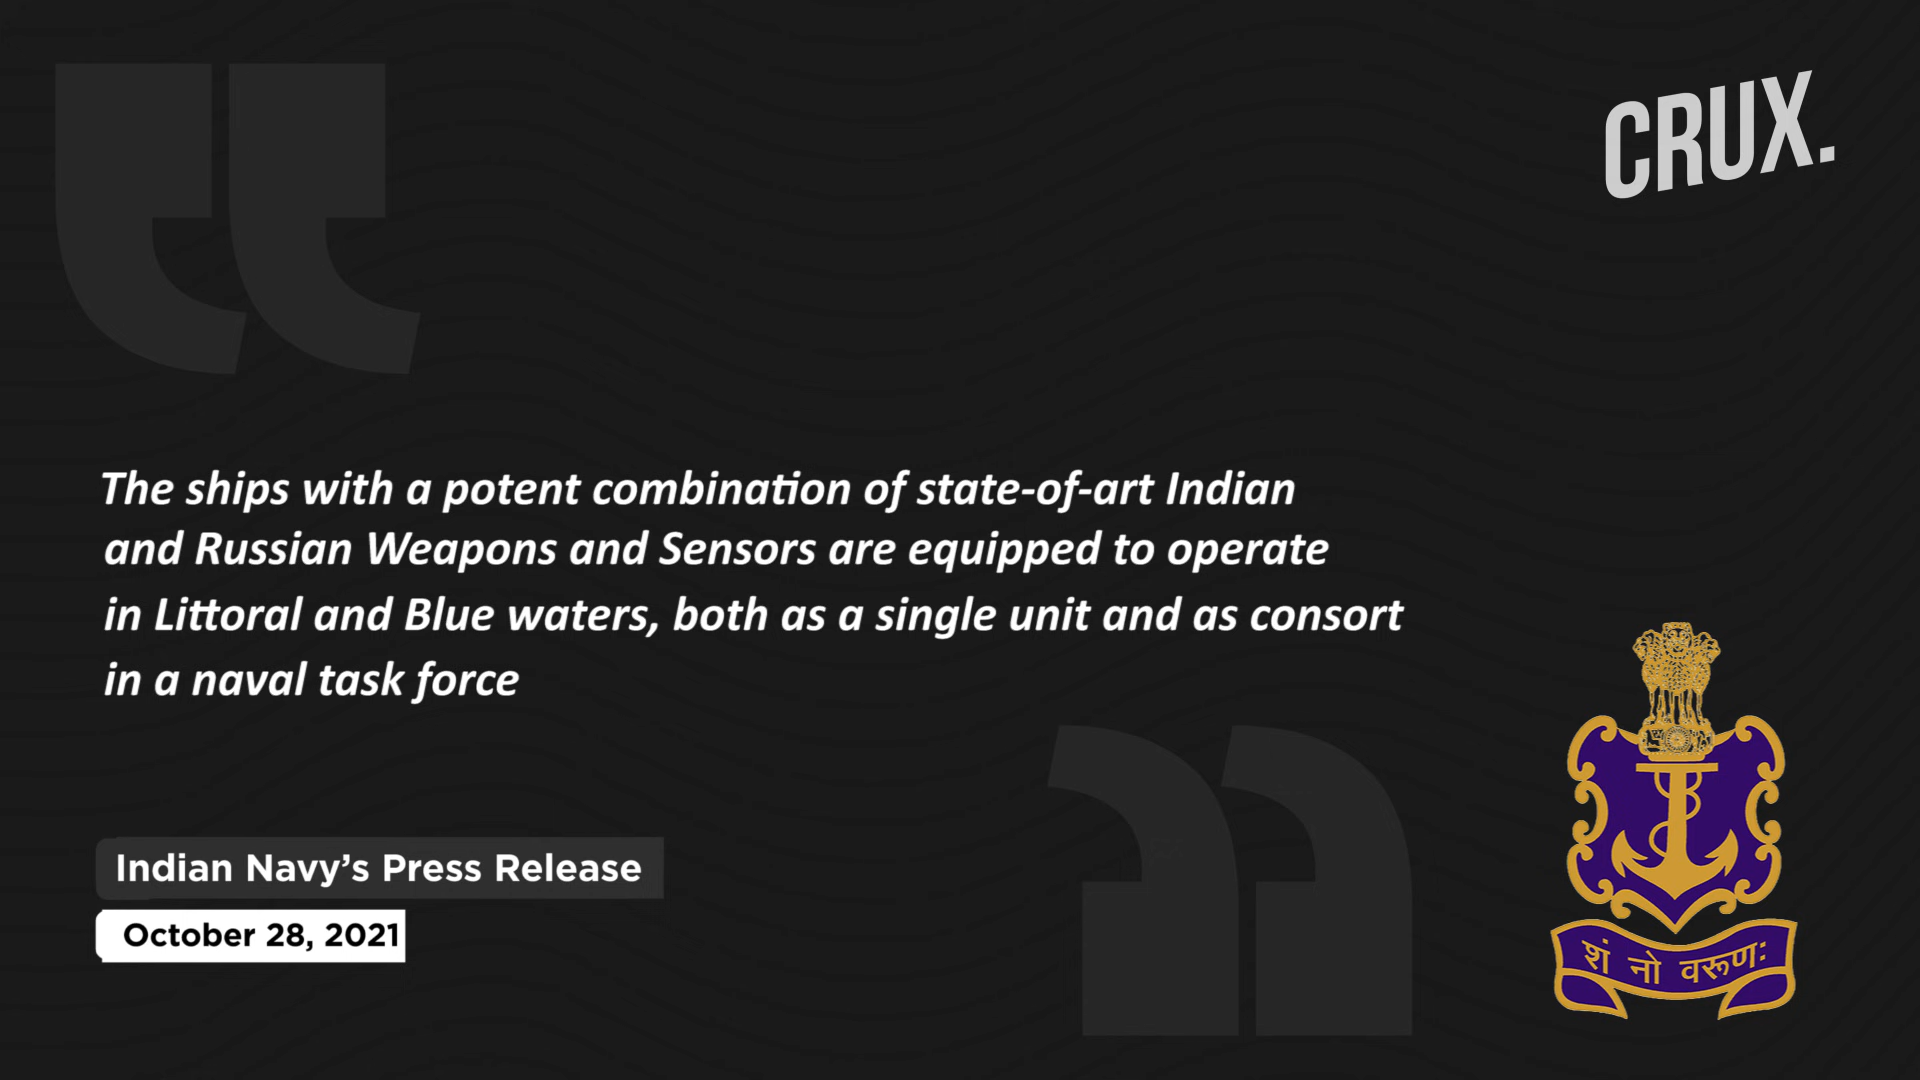 CRUX.
The ships with a potent combination of state-of-art Indian
and Russian Weapons and Sensors are equipped to operate
in Littoral and Blue waters, both as a single unit and as consort
in a naval task force
Indian Navy’s Press Release
October 28, 2021
शं नो वरूण: